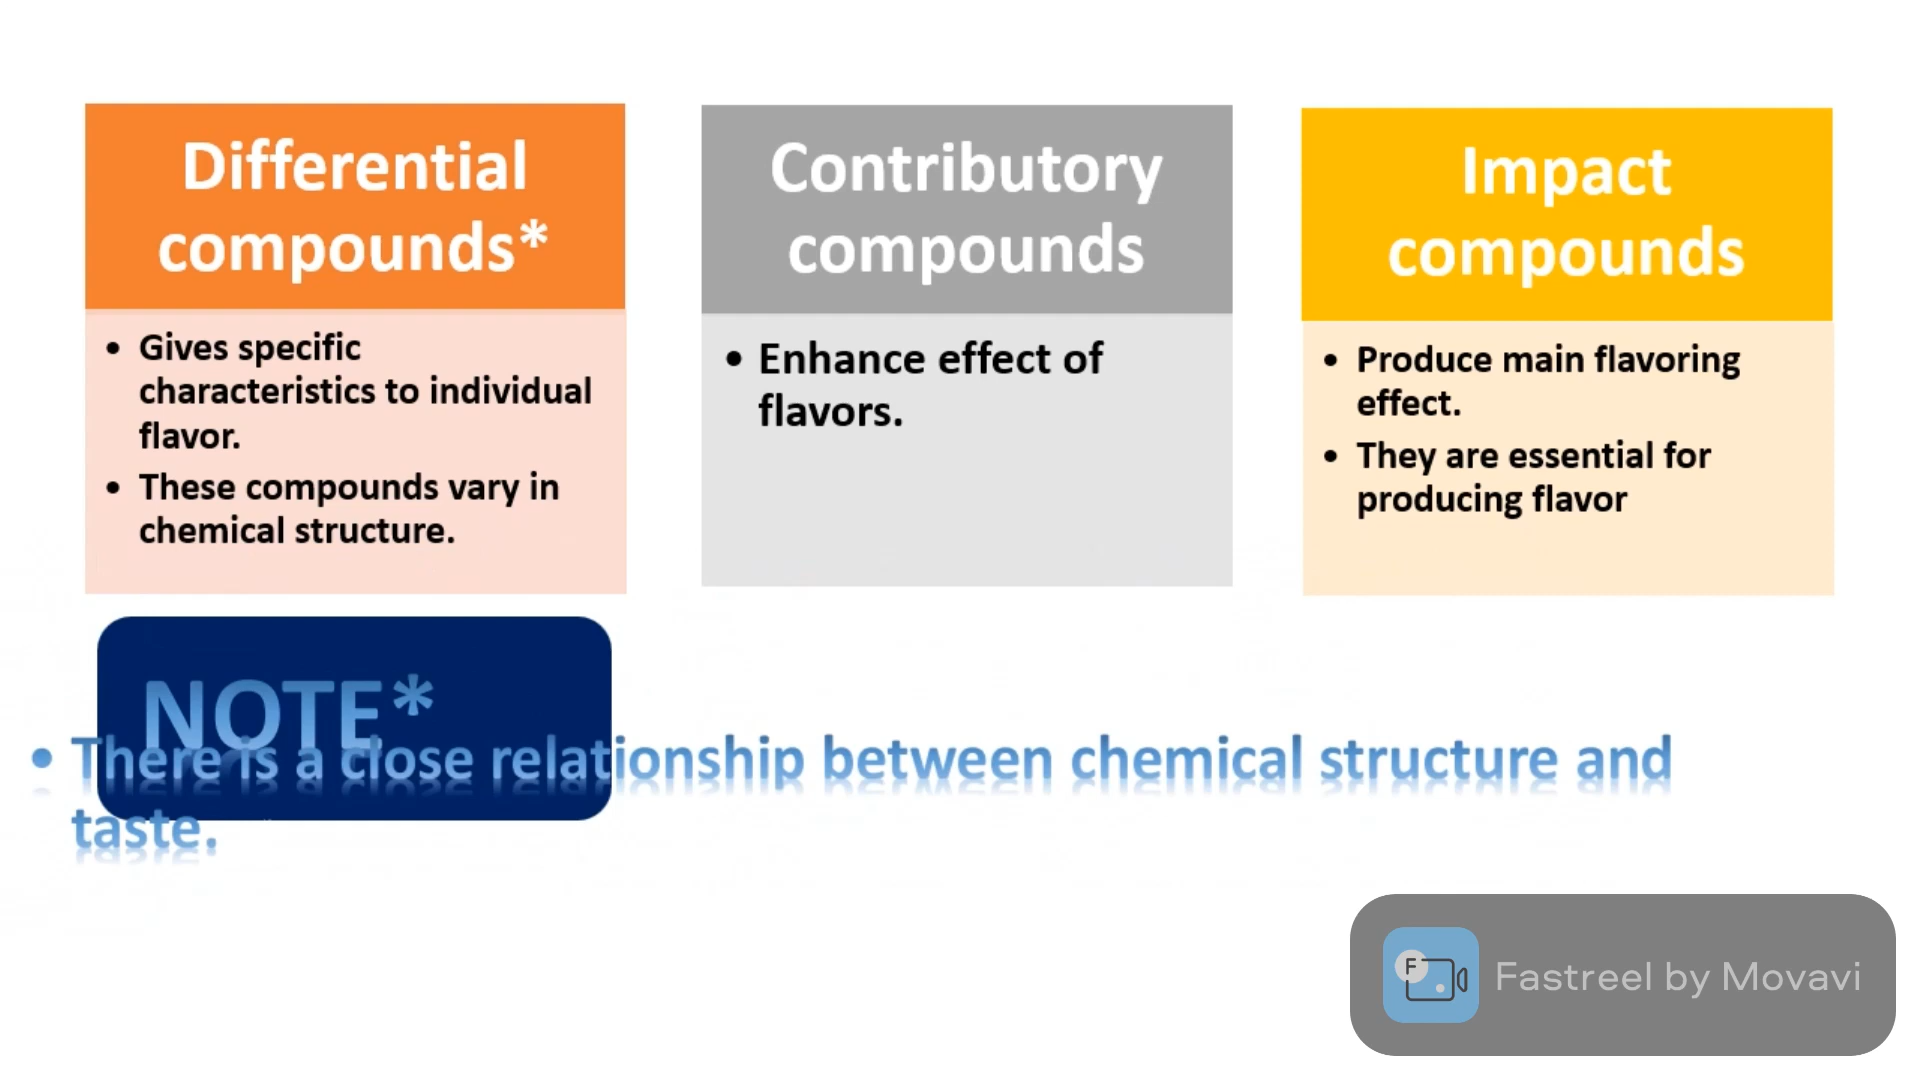 Differential
compounds*
• Gives specific
characteristics to individual
flavor.
• These compounds vary in
chemical structure.
Contributory
compounds
• Enhance effect of
flavors.
Impact
compounds
• Produce main flavoring
effect.
• They are essential for
producing flavor
NOTE*
• There is a close relationship between chemical structure and
taste.
F
Fastreel by Movavi